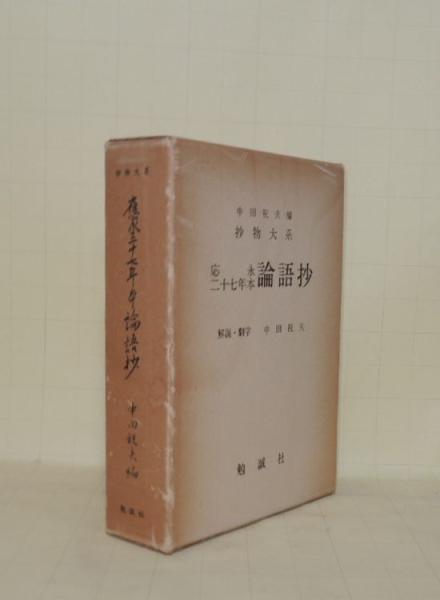 中田祝夫編
抄物大系
応永
二十七年本 論語抄
解説・翻字 中田祝夫
勉誠社
抄物大系
應永二十七年本論語抄
中田祝夫編
勉誠社